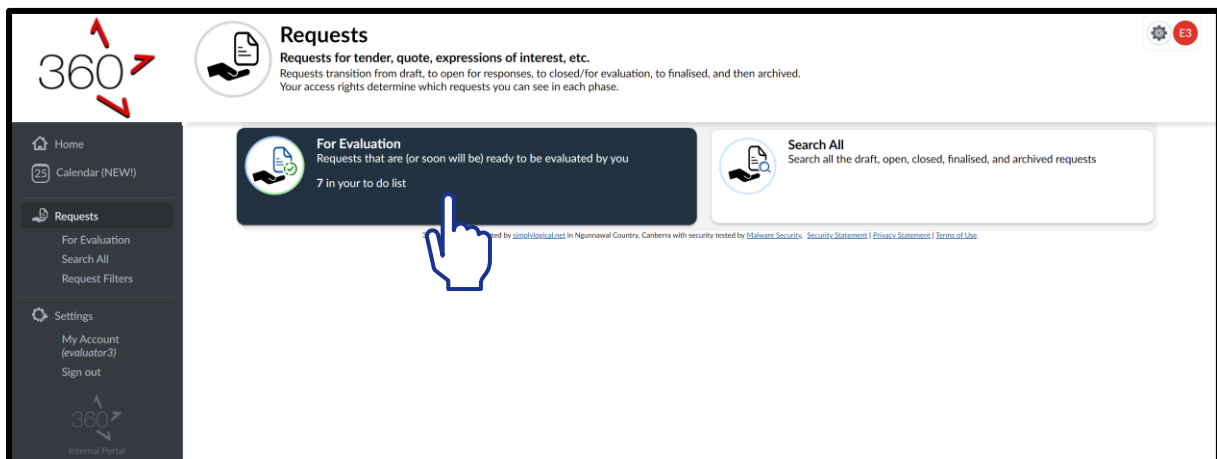 360
Requests
Requests for tender, quote, expressions of interest, etc.
Requests transition from draft, to open for responses, to closed/for evaluation, to finalised, and then archived.
Your access rights determine which requests you can see in each phase.
E3
Home
25 Calendar (NEW!)
Requests
For Evaluation
Search All
Request Filters
Settings
My Account
(evaluator3)
Sign out
360
Internal Portal
For Evaluation
Requests that are (or soon will be) ready to be evaluated by you
7 in your to do list
Search All
Search all the draft, open, closed, finalised, and archived requests
by simplylogical.net in Ngunnawal Country, Canberra with security tested by Malware Security. Security Statement | Privacy Statement | Terms of Use